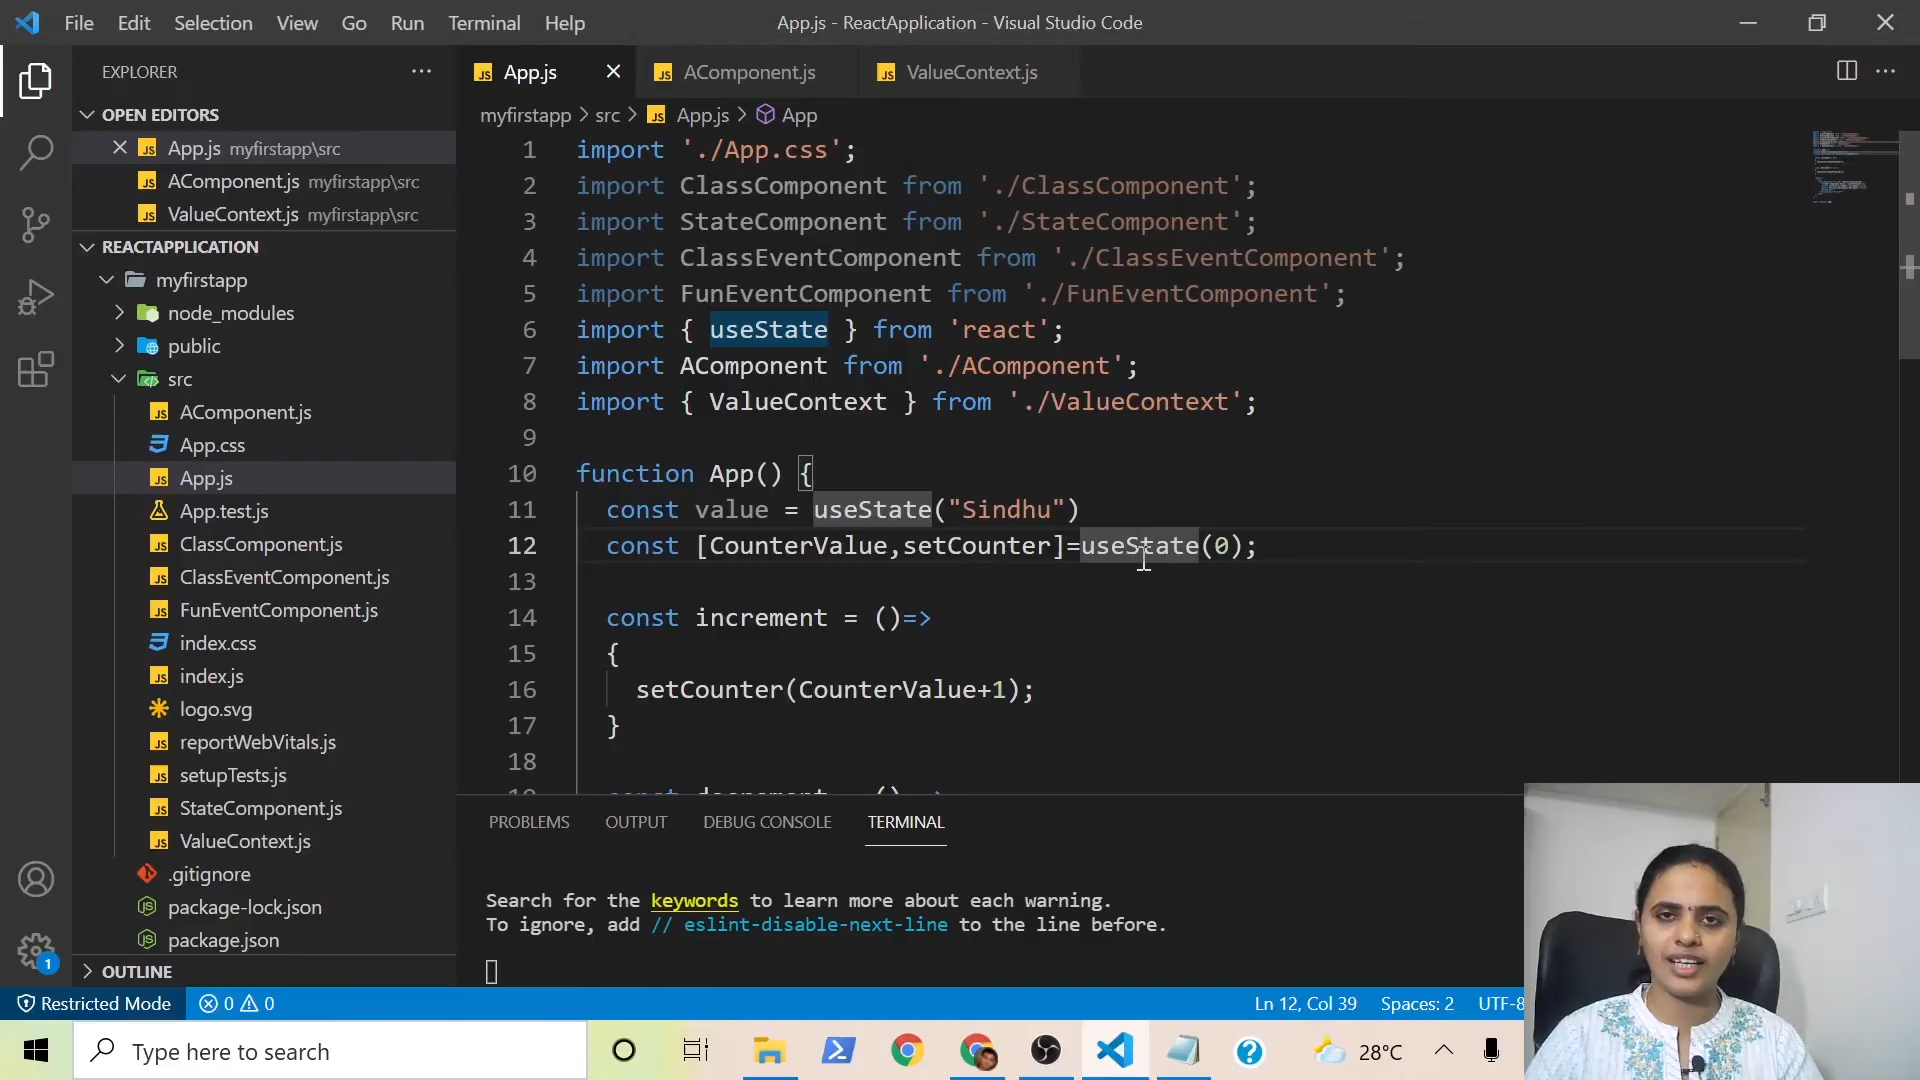 File Edit Selection View Go Run Terminal Help App.js - ReactApplication - Visual Studio Code
EXPLORER
OPEN EDITORS
App.js myfirstapp\src
AComponent.js myfirstapp\src
ValueContext.js myfirstapp\src
REACTAPPLICATION
myfirstapp
node_modules
public
src
AComponent.js
App.css
App.js
App.test.js
ClassComponent.js
ClassEventComponent.js
FunEventComponent.js
index.css
index.js
logo.svg
reportWebVitals.js
setupTests.js
StateComponent.js
ValueContext.js
.gitignore
package-lock.json
package.json
OUTLINE
App.js AComponent.js ValueContext.js
myfirstapp > src > App.js > App
1 import './App.css';
2 import ClassComponent from './ClassComponent';
3 import StateComponent from './StateComponent';
4 import ClassEventComponent from './ClassEventComponent';
5 import FunEventComponent from './FunEventComponent';
6 import { useState } from 'react';
7 import AComponent from './AComponent';
8 import { ValueContext } from './ValueContext';
9
10 function App() {
11 const value = useState("Sindhu")
12 const [CounterValue,setCounter]=useState(0);
13
14 const increment = ()=>
15 {
16 setCounter(CounterValue+1);
17 }
18
PROBLEMS OUTPUT DEBUG CONSOLE TERMINAL
Search for the keywords to learn more about each warning.
To ignore, add // eslint-disable-next-line to the line before.
Restricted Mode 0 0 Ln 12, Col 39 Spaces: 2 UTF-8
Type here to search 28°C